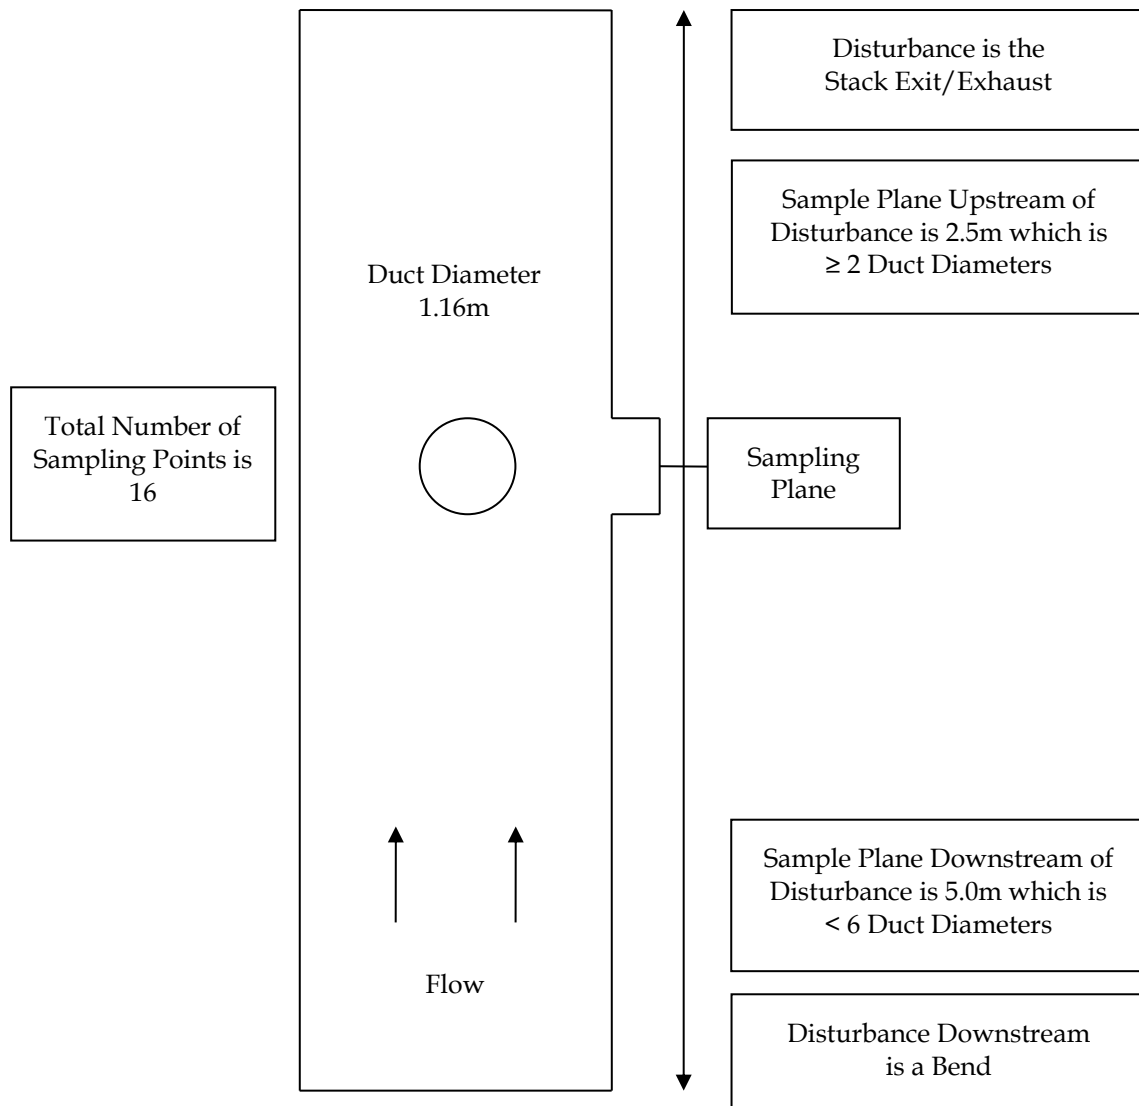 Disturbance is the
Stack Exit/Exhaust
Sample Plane Upstream of
Disturbance is 2.5m which is
≥ 2 Duct Diameters
Duct Diameter
1.16m
Total Number of
Sampling Points is
16
Sampling
Plane
Sample Plane Downstream of
Disturbance is 5.0m which is
< 6 Duct Diameters
Flow
Disturbance Downstream
is a Bend